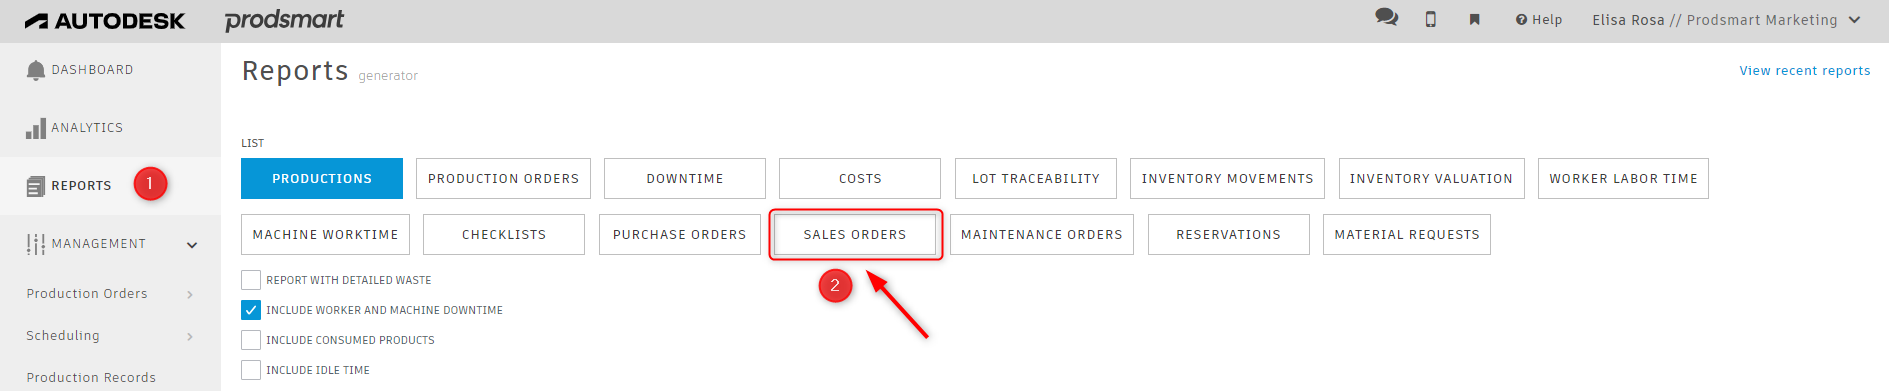 AUTODESK prodsmart Help Elisa Rosa // Prodsmart Marketing
DASHBOARD
ANALYTICS
REPORTS 1
MANAGEMENT
Production Orders
Scheduling
Production Records
Reports generator
View recent reports
LIST
PRODUCTIONS PRODUCTION ORDERS DOWNTIME COSTS LOT TRACEABILITY INVENTORY MOVEMENTS INVENTORY VALUATION WORKER LABOR TIME
MACHINE WORKTIME CHECKLISTS PURCHASE ORDERS SALES ORDERS MAINTENANCE ORDERS RESERVATIONS MATERIAL REQUESTS
2
REPORT WITH DETAILED WASTE
INCLUDE WORKER AND MACHINE DOWNTIME
INCLUDE CONSUMED PRODUCTS
INCLUDE IDLE TIME